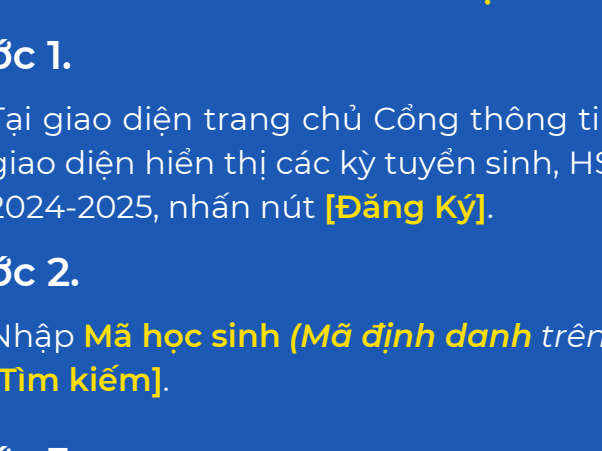 ớc 1.
Tại giao diện trang chủ Cổng thông ti
giao diện hiển thị các kỳ tuyển sinh, HS
2024-2025, nhấn nút [Đăng Ký].
ớc 2.
Nhập Mã học sinh (Mã định danh trên
[Tìm kiếm].